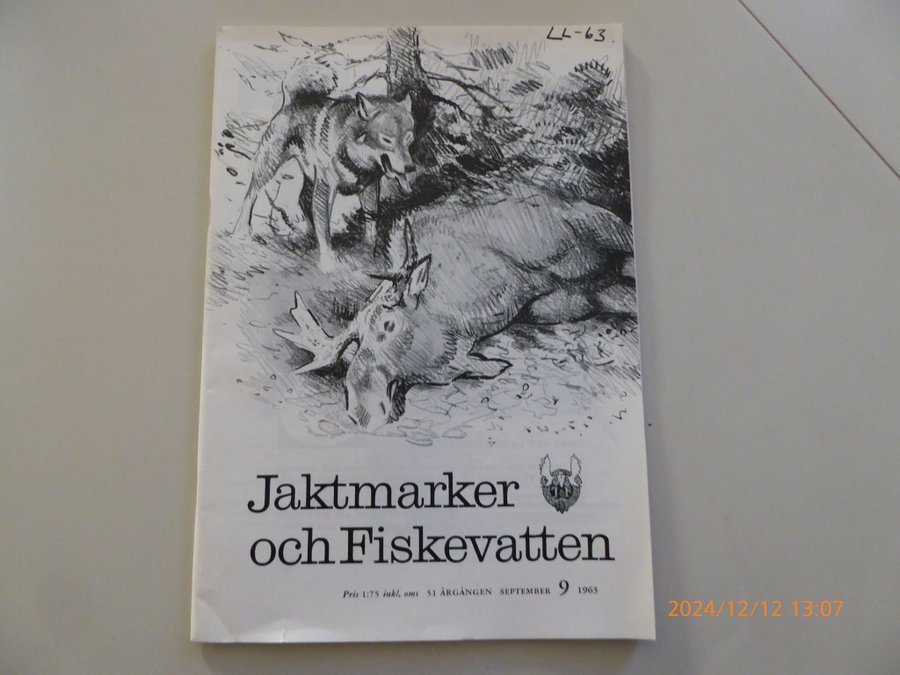 LL-63.
Jaktmarker
och Fiskevatten
Pris 1:75 inkl. oms 51 ÅRGÅNGEN SEPTEMBER 9 1963
2024/12/12 13:07